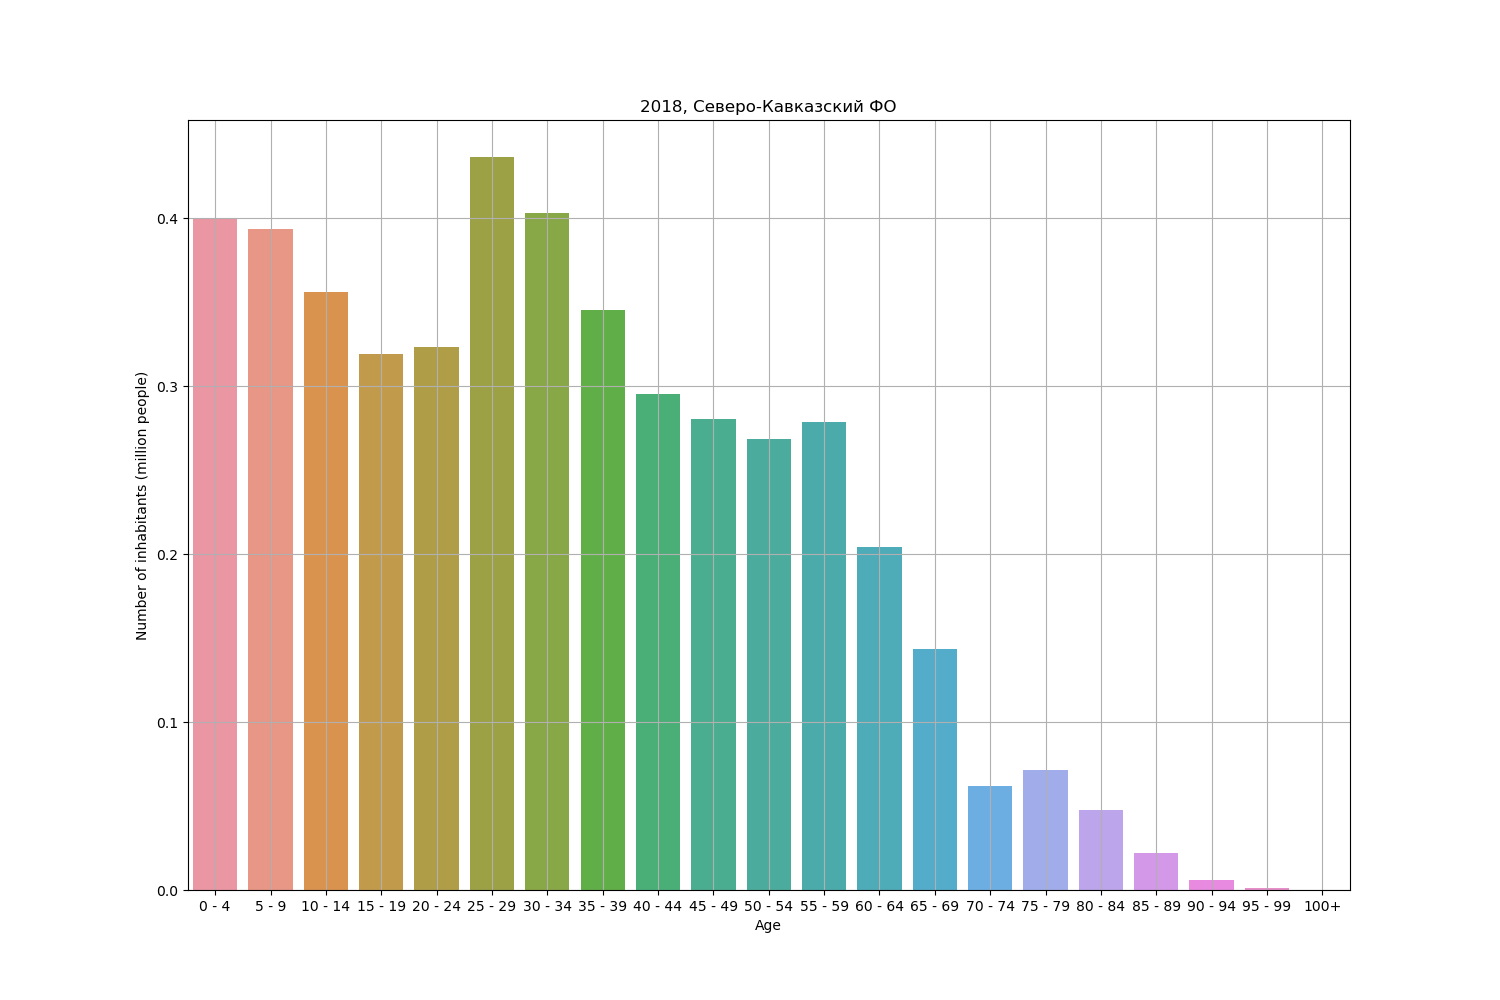 2018, Северо-Кавказский ФО
Number of inhabitants (million people)
0.4
0.3
0.2
0.1
0.0
0 - 4 5 - 9 10 - 14 15 - 19 20 - 24 25 - 29 30 - 34 35 - 39 40 - 44 45 - 49 50 - 54 55 - 59 60 - 64 65 - 69 70 - 74 75 - 79 80 - 84 85 - 89 90 - 94 95 - 99 100+
Age